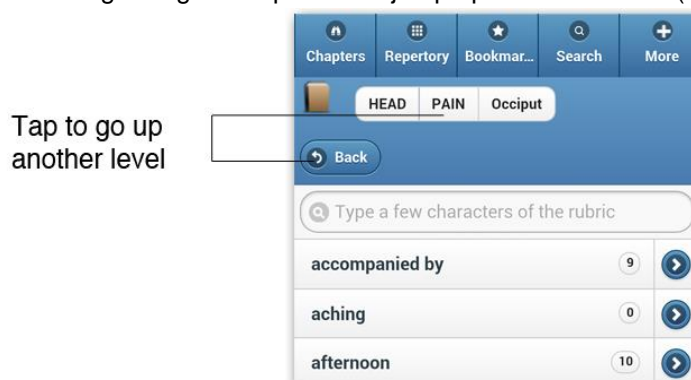 Chapters Repertory Bookmar... Search More
HEAD PAIN Occiput
Tap to go up
another level
Back
Type a few characters of the rubric
accompanied by 9
aching 0
afternoon 10